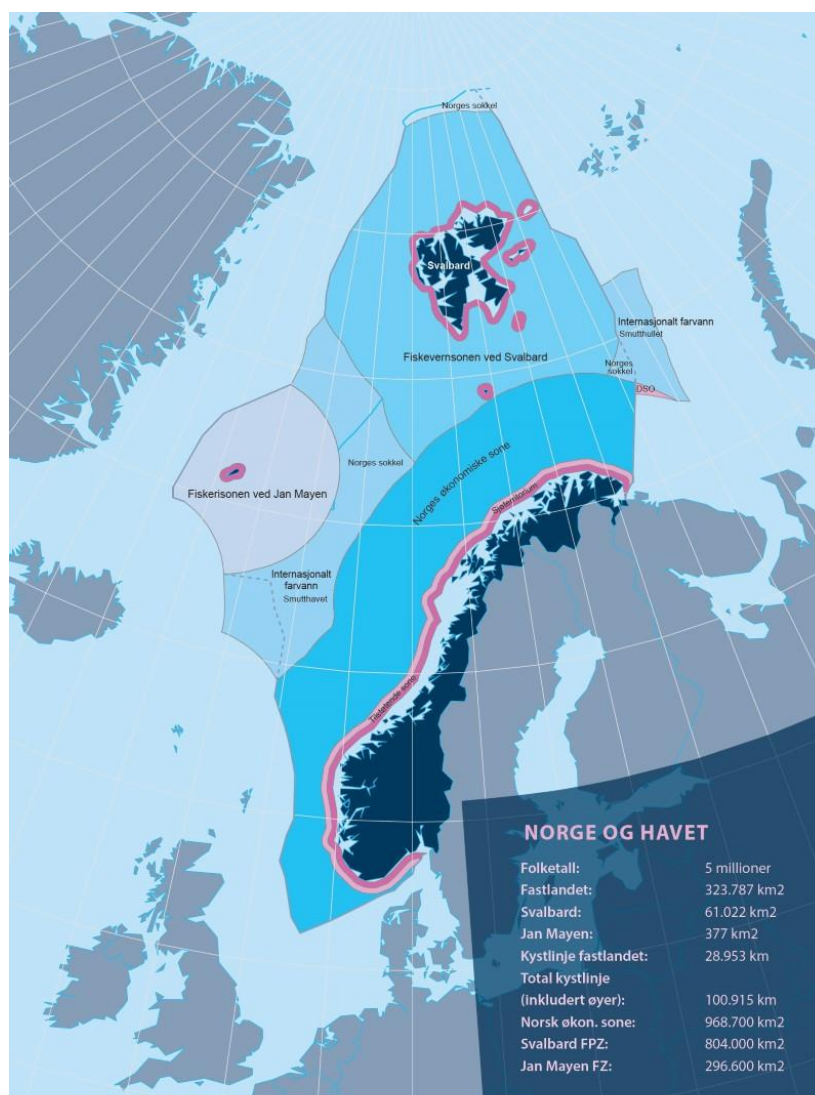 Norges sokkel
Svalbard
Internasjonalt farvann
Smutthullet
Fiskevernsonen ved Svalbard
Norges
sokkel
DSO
Norges sokkel
Norges økonomiske sone
Fiskerisonen ved Jan Mayen
Sjøterritorium
Internasjonalt
farvann
Smutthavet
Tilstøtende sone
NORGE OG HAVET
Folketall: 5 millioner
Fastlandet: 323.787 km2
Svalbard: 61.022 km2
Jan Mayen: 377 km2
Kystlinje fastlandet: 28.953 km
Total kystlinje
(inkludert øyer): 100.915 km
Norsk økon. sone: 968.700 km2
Svalbard FPZ: 804.000 km2
Jan Mayen FZ: 296.600 km2